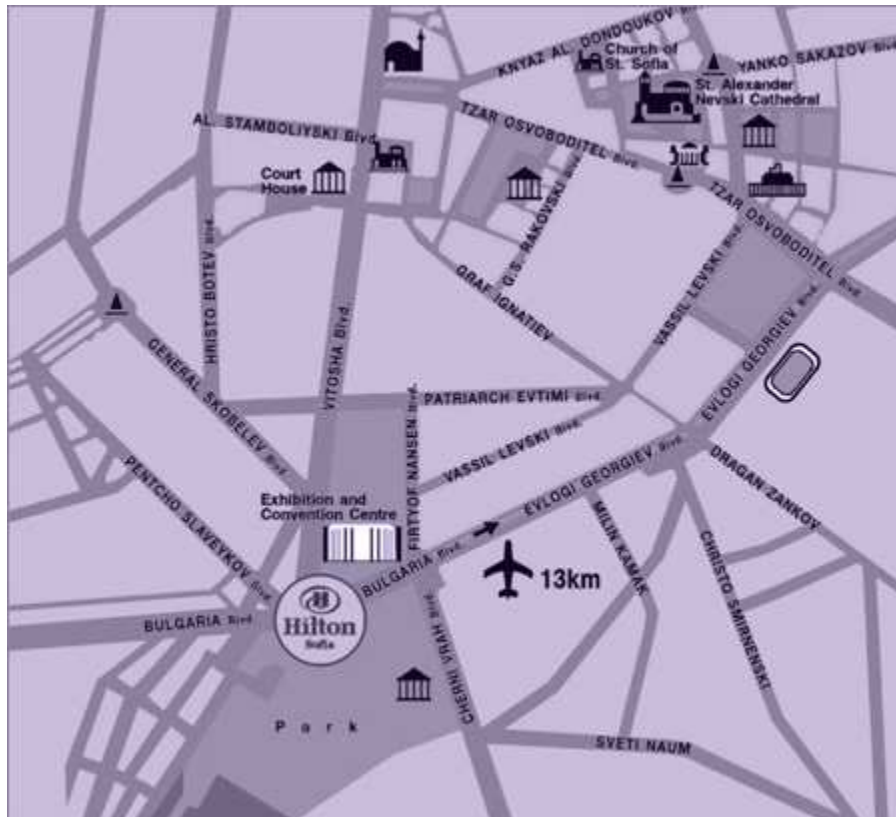 KNYAZ AL. DONDOUKOV Blvd.
YANKO SAKAZOV Blvd.
Church of
St. Sofia
St. Alexander
Nevski Cathedral
TZAR OSVOBODITEL Blvd.
AL. STAMBOLIYSKI Blvd.
Court
House
TZAR OSVOBODITEL Blvd.
G.S. RAKOVSKI Blvd.
HRISTO BOTEV Blvd.
GRAF IGNATIEV
VASSIL LEVSKI Blvd.
VITOSHA Blvd.
EVLOGI GEORGIEV Blvd.
GENERAL SKOBELEV Blvd.
PATRIARCH EVTIMI Blvd.
FIRTYOF NANSEN Blvd.
VASSIL LEVSKI Blvd.
EVLOGI GEORGIEV Blvd.
DRAGAN ZANKOV
PENTCHO SLAVEYKOV Blvd.
Exhibition and
Convention Centre
MILIN KAMAK
CHRISTO SMIRNENSKI
BULGARIA Blvd.
13km
BULGARIA Blvd.
H
Hilton
Sofia
CHERNI VRAH Blvd.
Park
SVETI NAUM